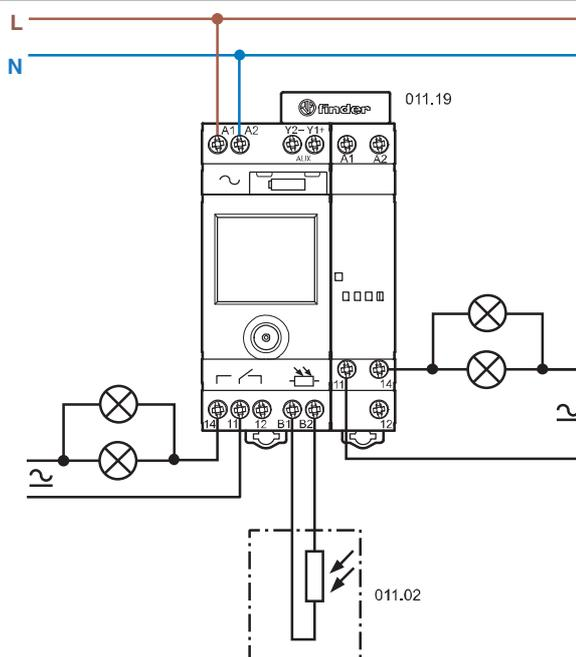 L
N
finder
011.19
A1 A2 Y2– Y1+
AUX
A1 A2
11 14
14 11 12 B1 B2 12
011.02